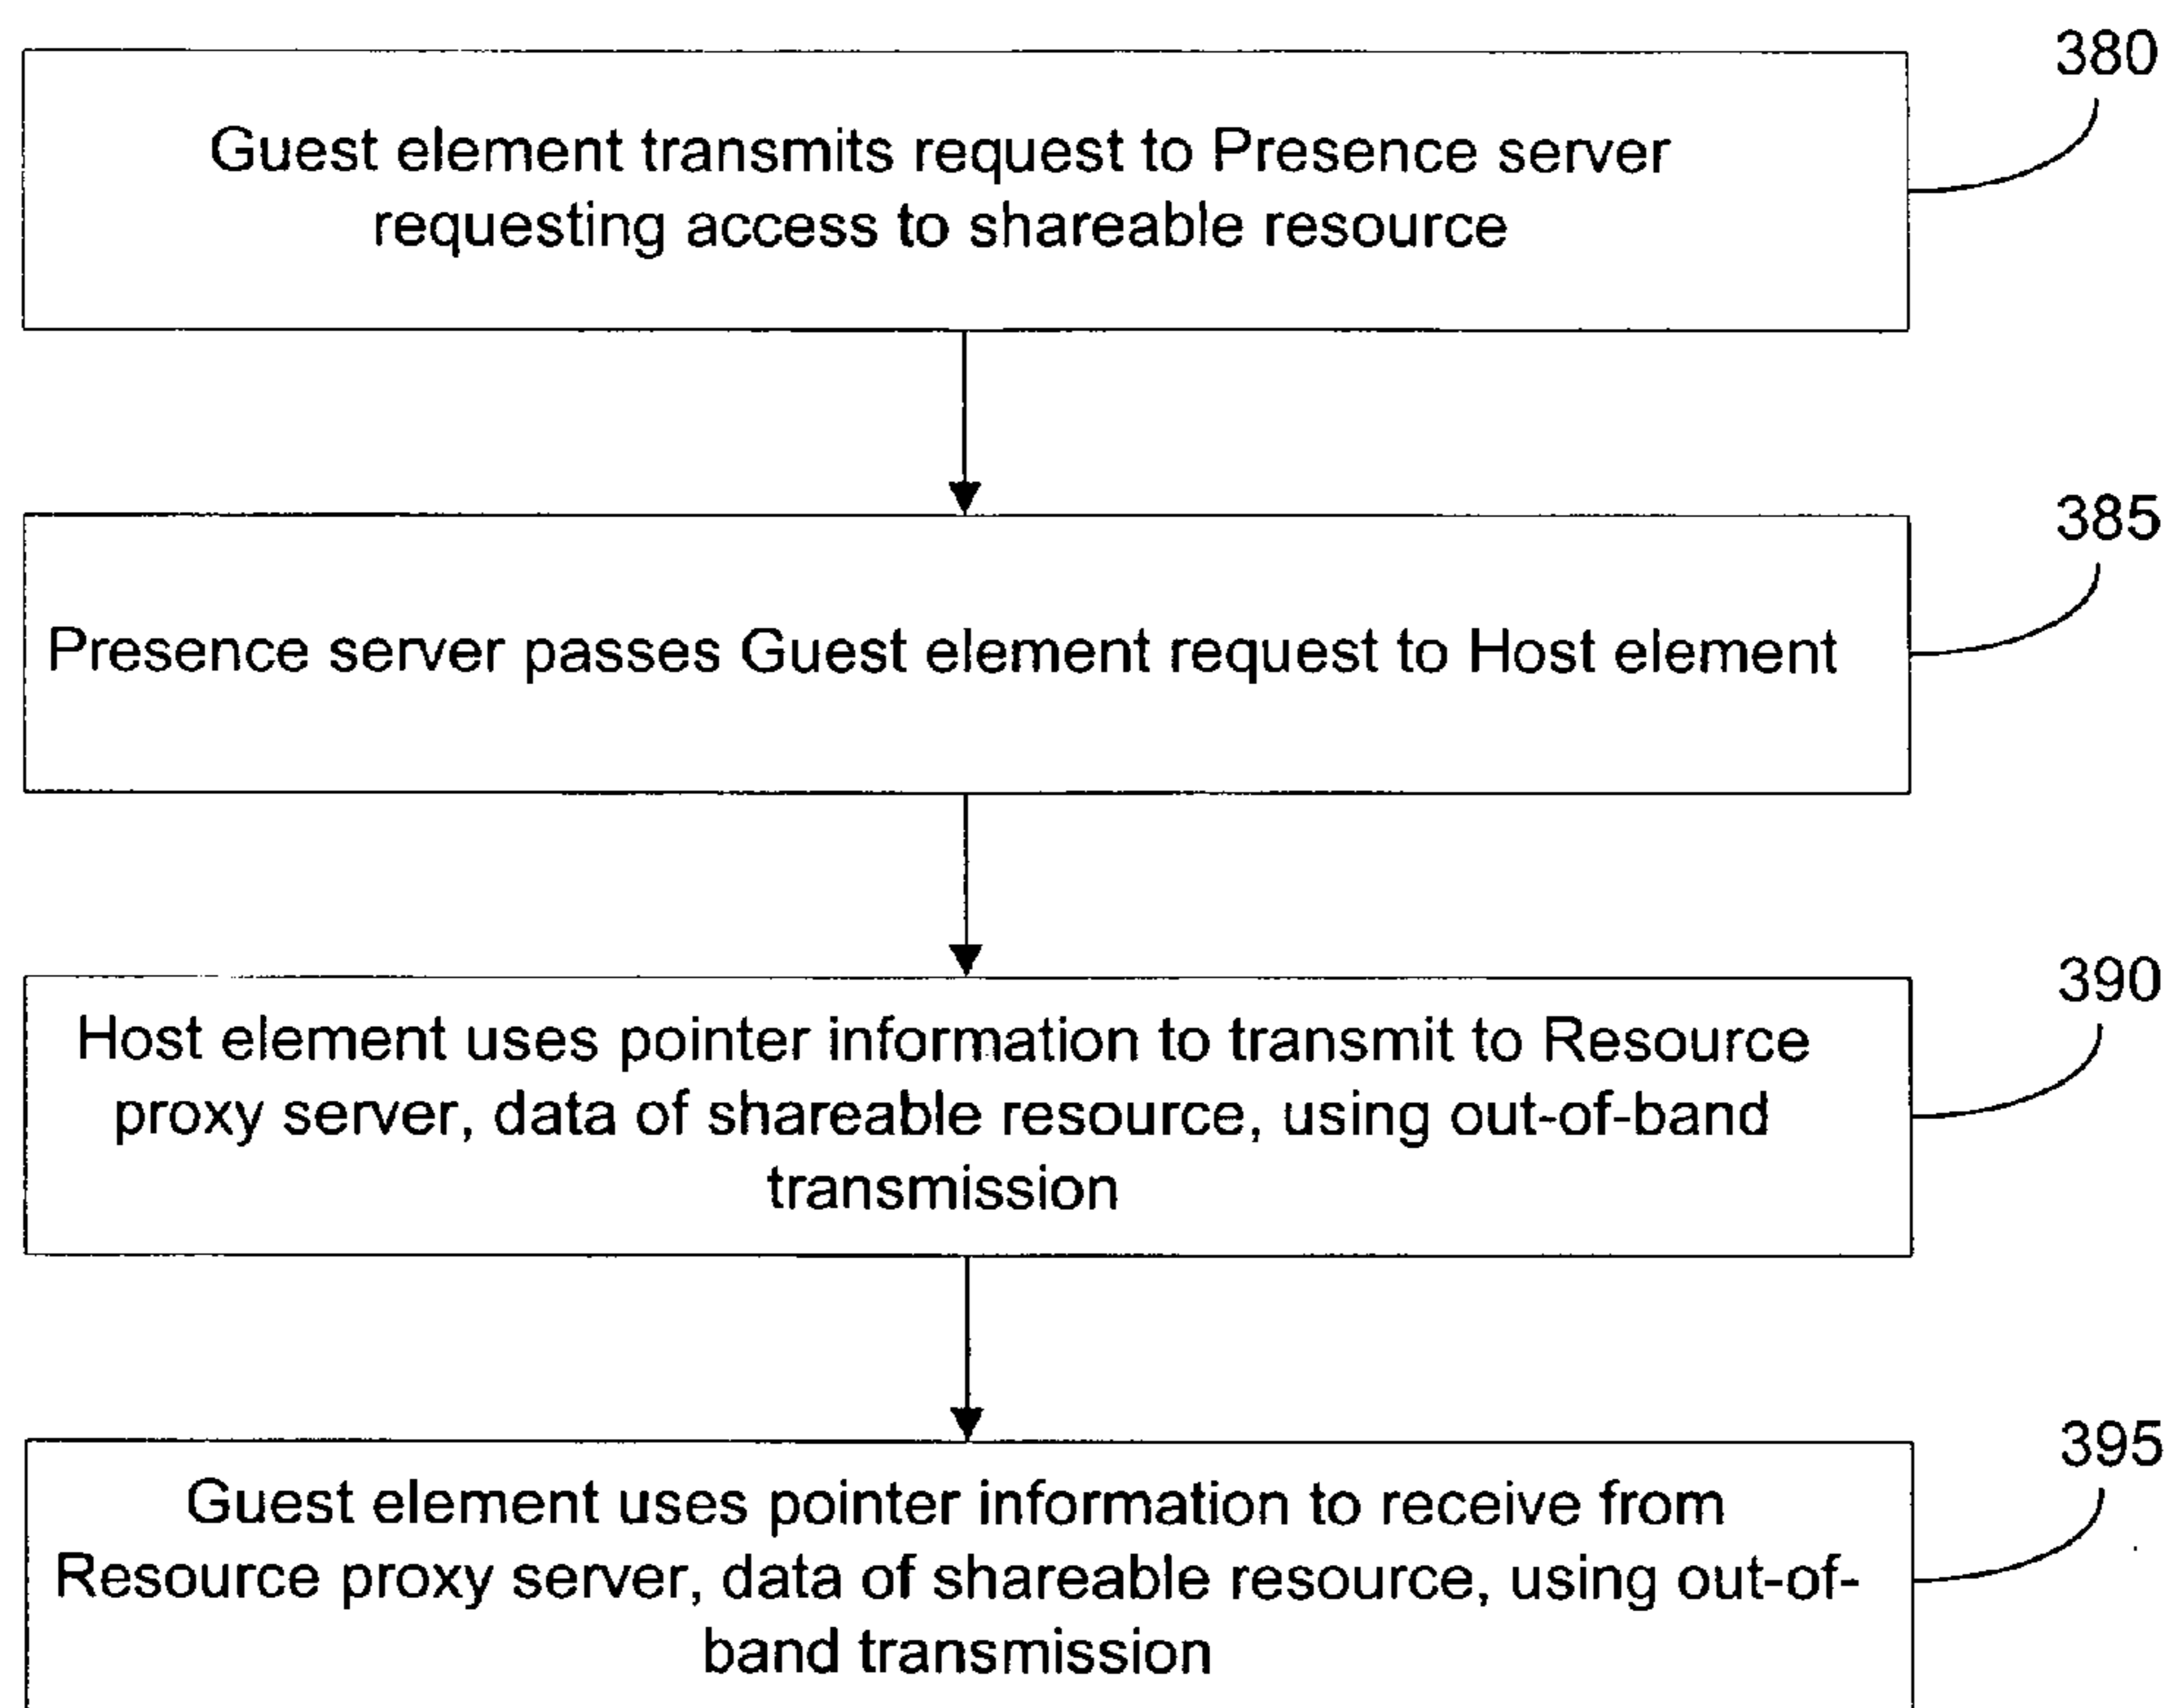 380
Guest element transmits request to Presence server
requesting access to shareable resource
385
Presence server passes Guest element request to Host element
390
Host element uses pointer information to transmit to Resource
proxy server, data of shareable resource, using out-of-band
transmission
395
Guest element uses pointer information to receive from
Resource proxy server, data of shareable resource, using out-of-
band transmission